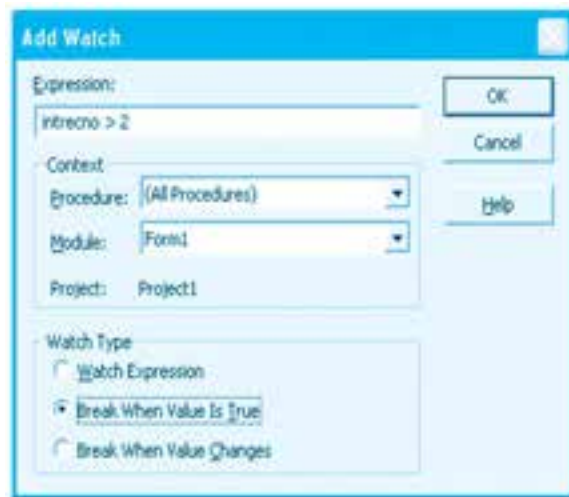 Add Watch
Expression:
intrecno > 2
OK
Cancel
Help
Context
Procedure: (All Procedures)
Module: Form1
Project: Project1
Watch Type
Watch Expression
Break When Value Is True
Break When Value Changes